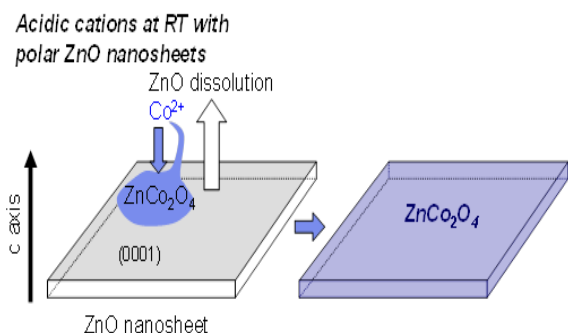 Acidic cations at RT with
polar ZnO nanosheets
ZnO dissolution
Co²⁺
ZnCo₂O₄
(0001)
c axis
ZnO nanosheet
ZnCo₂O₄